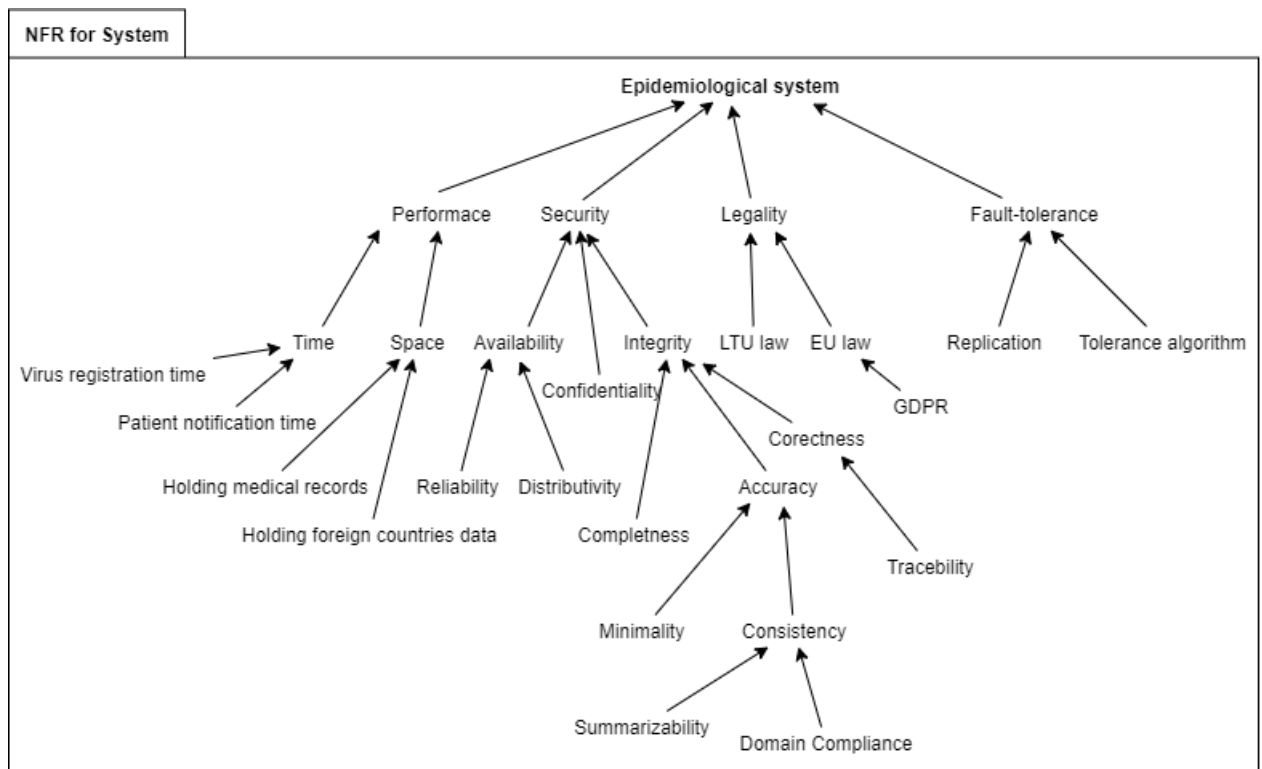 NFR for System
Epidemiological system
Performace
Security
Legality
Fault-tolerance
Time
Space
Availability
Integrity
LTU law
EU law
Replication
Tolerance algorithm
Virus registration time
Confidentiality
GDPR
Patient notification time
Corectness
Holding medical records
Reliability
Distributivity
Accuracy
Holding foreign countries data
Completness
Tracebility
Minimality
Consistency
Summarizability
Domain Compliance